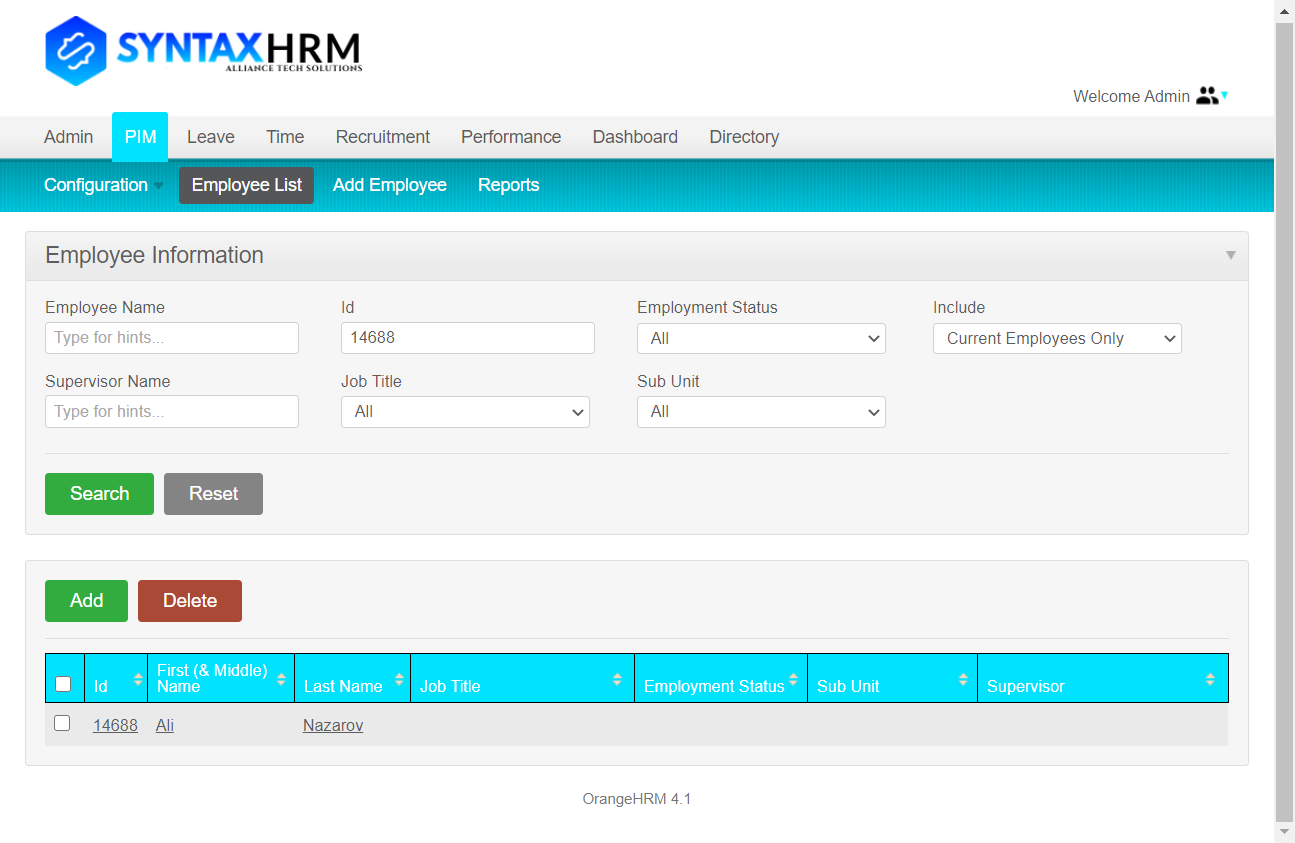 SYNTAXHRM
ALLIANCE TECH SOLUTIONS
Welcome Admin
Admin PIM Leave Time Recruitment Performance Dashboard Directory
Configuration Employee List Add Employee Reports
Employee Information
Employee Name Id Employment Status Include
Type for hints... 14688 All Current Employees Only
Supervisor Name Job Title Sub Unit
Type for hints... All All
Search Reset
Add Delete
Id First (& Middle) Name Last Name Job Title Employment Status Sub Unit Supervisor
14688 Ali Nazarov
OrangeHRM 4.1